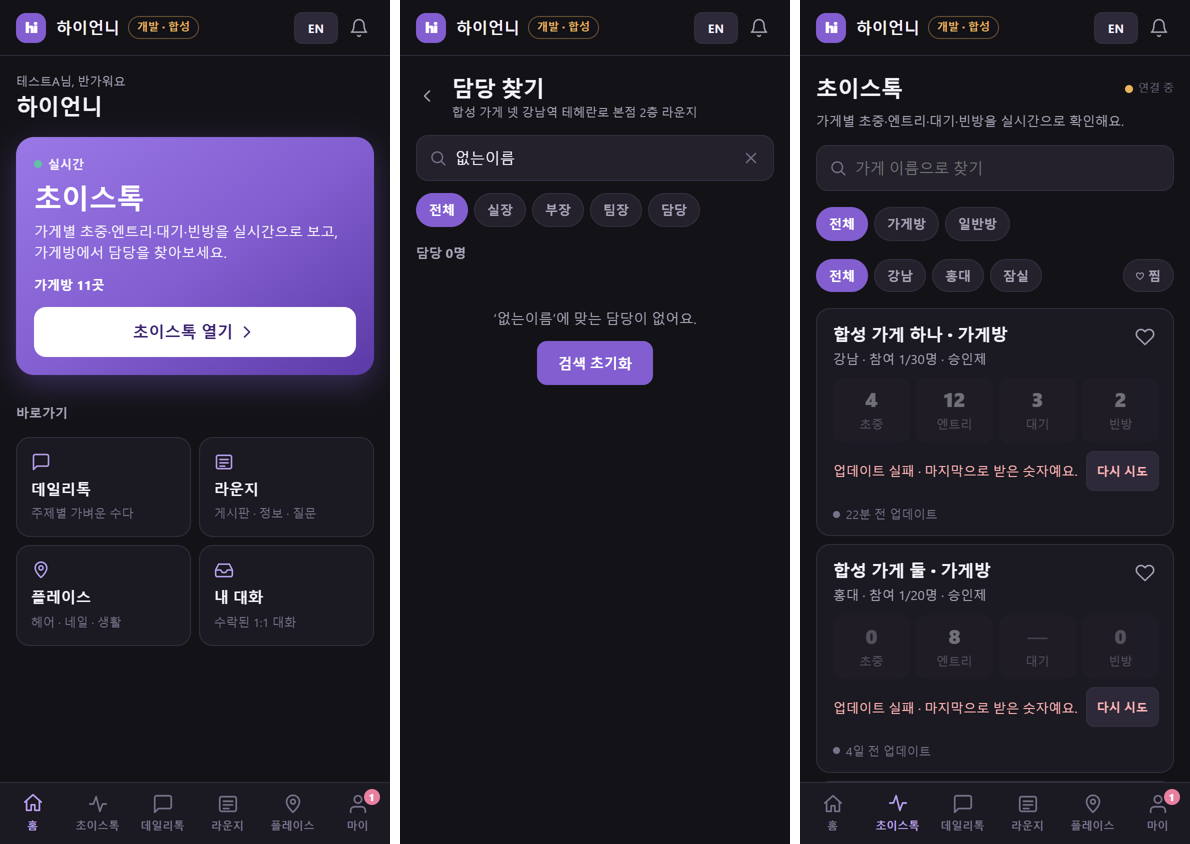 hi 하이언니 개발·합성 EN
테스트A님, 반가워요
하이언니
실시간
초이스톡
가게별 초중·엔트리·대기·빈방을 실시간으로 보고,
가게방에서 담당을 찾아보세요.
가게방 11곳
초이스톡 열기
바로가기
데일리톡
주제별 가벼운 수다
라운지
게시판 · 정보 · 질문
플레이스
헤어 · 네일 · 생활
내 대화
수락된 1:1 대화
홈 초이스톡 데일리톡 라운지 플레이스 마이 1
hi 하이언니 개발·합성 EN
담당 찾기
합성 가게 넷 강남역 테헤란로 본점 2층 라운지
없는이름
전체 실장 부장 팀장 담당
담당 0명
‘없는이름’에 맞는 담당이 없어요.
검색 초기화
hi 하이언니 개발·합성 EN
초이스톡 연결 중
가게별 초중·엔트리·대기·빈방을 실시간으로 확인해요.
가게 이름으로 찾기
전체 가게방 일반방
전체 강남 홍대 잠실 찜
합성 가게 하나 • 가게방
강남 · 참여 1/30명 · 승인제
4 12 3 2
초중 엔트리 대기 빈방
업데이트 실패 · 마지막으로 받은 숫자예요. 다시 시도
22분 전 업데이트
합성 가게 둘 • 가게방
홍대 · 참여 1/20명 · 승인제
0 8 — 0
초중 엔트리 대기 빈방
업데이트 실패 · 마지막으로 받은 숫자예요. 다시 시도
4일 전 업데이트
홈 초이스톡 데일리톡 라운지 플레이스 마이 1